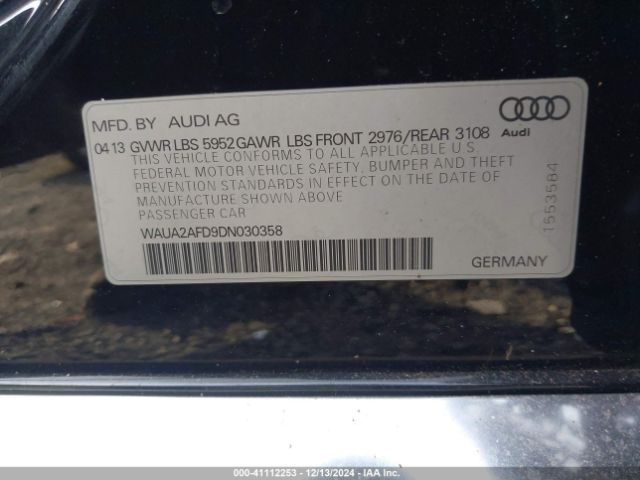 MFD. BY AUDI AG
04 13 GVWR LBS 5952 GAWR LBS FRONT 2976/REAR 3108
Audi
THIS VEHICLE CONFORMS TO ALL APPLICABLE U.S.
FEDERAL MOTOR VEHICLE SAFETY, BUMPER AND THEFT
PREVENTION STANDARDS IN EFFECT ON THE DATE OF
MANUFACTURE SHOWN ABOVE
PASSENGER CAR
WAUA2AFD9DN030358
1553584
GERMANY
000-41112253 - 12/13/2024 - IAA Inc.